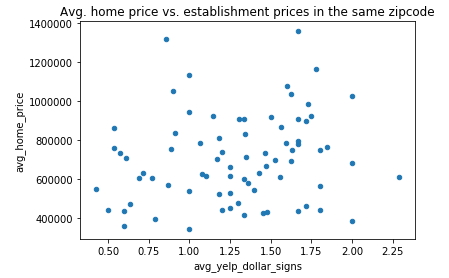 Avg. home price vs. establishment prices in the same zipcode
1400000
1200000
1000000
800000
600000
400000
avg_home_price
0.50 0.75 1.00 1.25 1.50 1.75 2.00 2.25
avg_yelp_dollar_signs